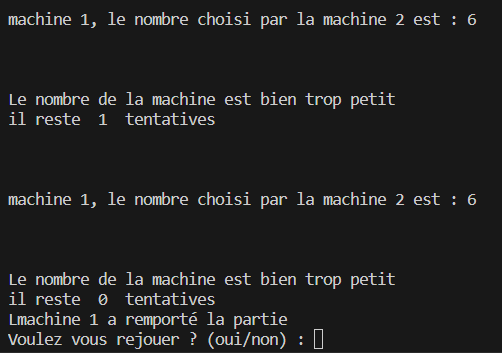 machine 1, le nombre choisi par la machine 2 est : 6
Le nombre de la machine est bien trop petit
il reste  1  tentatives
machine 1, le nombre choisi par la machine 2 est : 6
Le nombre de la machine est bien trop petit
il reste  0  tentatives
Lmachine 1 a remporté la partie
Voulez vous rejouer ? (oui/non) :